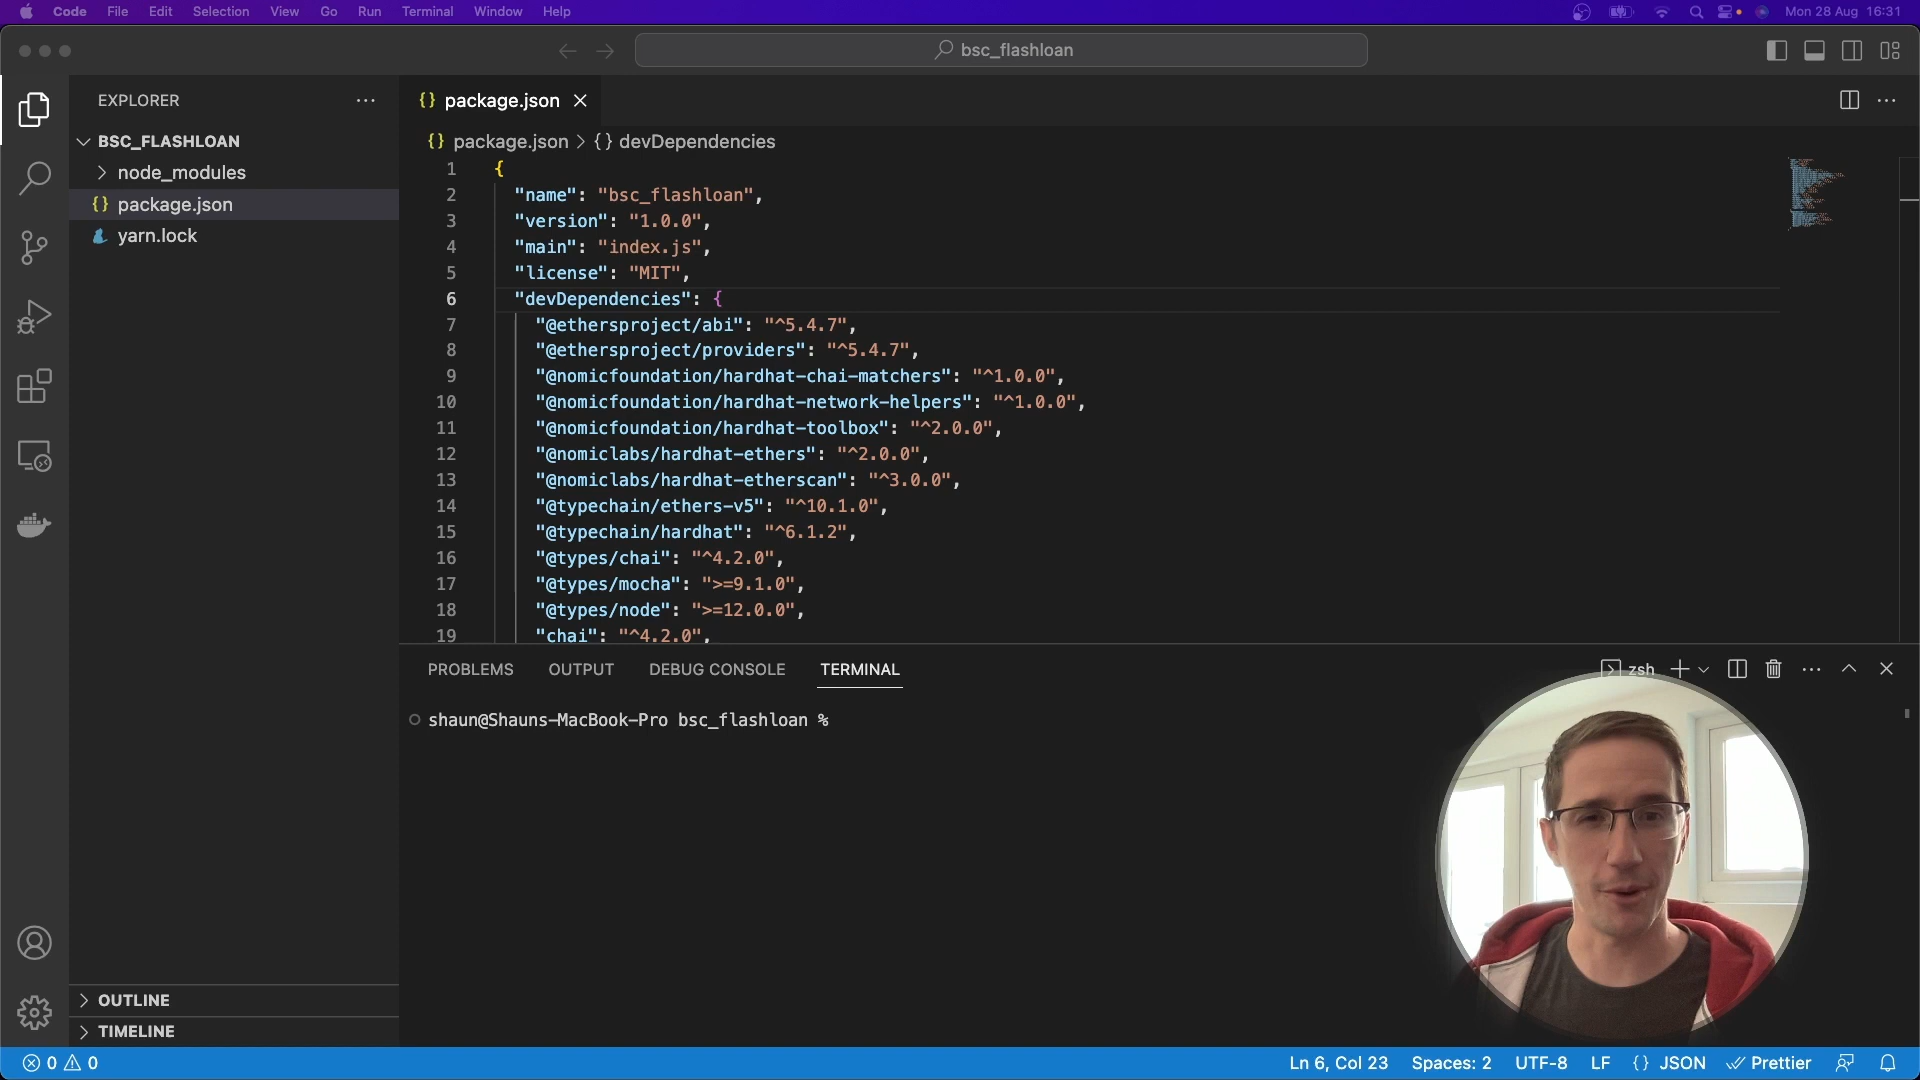 Code File Edit Selection View Go Run Terminal Window Help Mon 28 Aug 16:31
bsc_flashloan
EXPLORER
BSC_FLASHLOAN
node_modules
{} package.json
yarn.lock
OUTLINE
TIMELINE
{} package.json
{} package.json > {} devDependencies
1 {
2 "name": "bsc_flashloan",
3 "version": "1.0.0",
4 "main": "index.js",
5 "license": "MIT",
6 "devDependencies": {
7 "@ethersproject/abi": "^5.4.7",
8 "@ethersproject/providers": "^5.4.7",
9 "@nomicfoundation/hardhat-chai-matchers": "^1.0.0",
10 "@nomicfoundation/hardhat-network-helpers": "^1.0.0",
11 "@nomicfoundation/hardhat-toolbox": "^2.0.0",
12 "@nomiclabs/hardhat-ethers": "^2.0.0",
13 "@nomiclabs/hardhat-etherscan": "^3.0.0",
14 "@typechain/ethers-v5": "^10.1.0",
15 "@typechain/hardhat": "^6.1.2",
16 "@types/chai": "^4.2.0",
17 "@types/mocha": ">=9.1.0",
18 "@types/node": ">=12.0.0",
19 "chai": "^4.2.0",
PROBLEMS OUTPUT DEBUG CONSOLE TERMINAL zsh
shaun@Shauns-MacBook-Pro bsc_flashloan %
0 0 Ln 6, Col 23 Spaces: 2 UTF-8 LF {} JSON Prettier